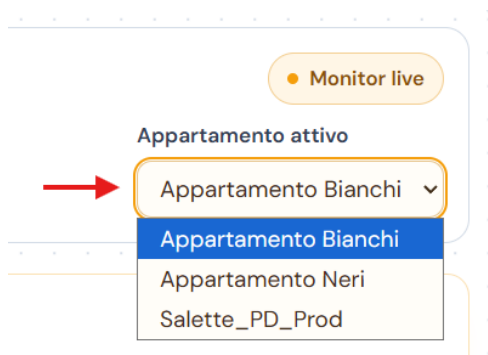 Monitor live
Appartamento attivo
Appartamento Bianchi
Appartamento Bianchi
Appartamento Neri
Salette_PD_Prod